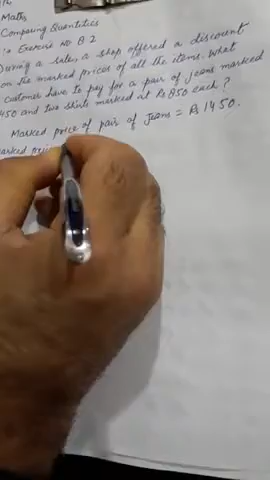 Maths
Comparing Quantities
Exercise No 8.2
During a sale, a shop offered a discount
on the marked prices of all the items. What
customer have to pay for a pair of jeans marked
450 and two shirts marked at Rs 850 each?
Marked price of pair of jeans = Rs 1450.